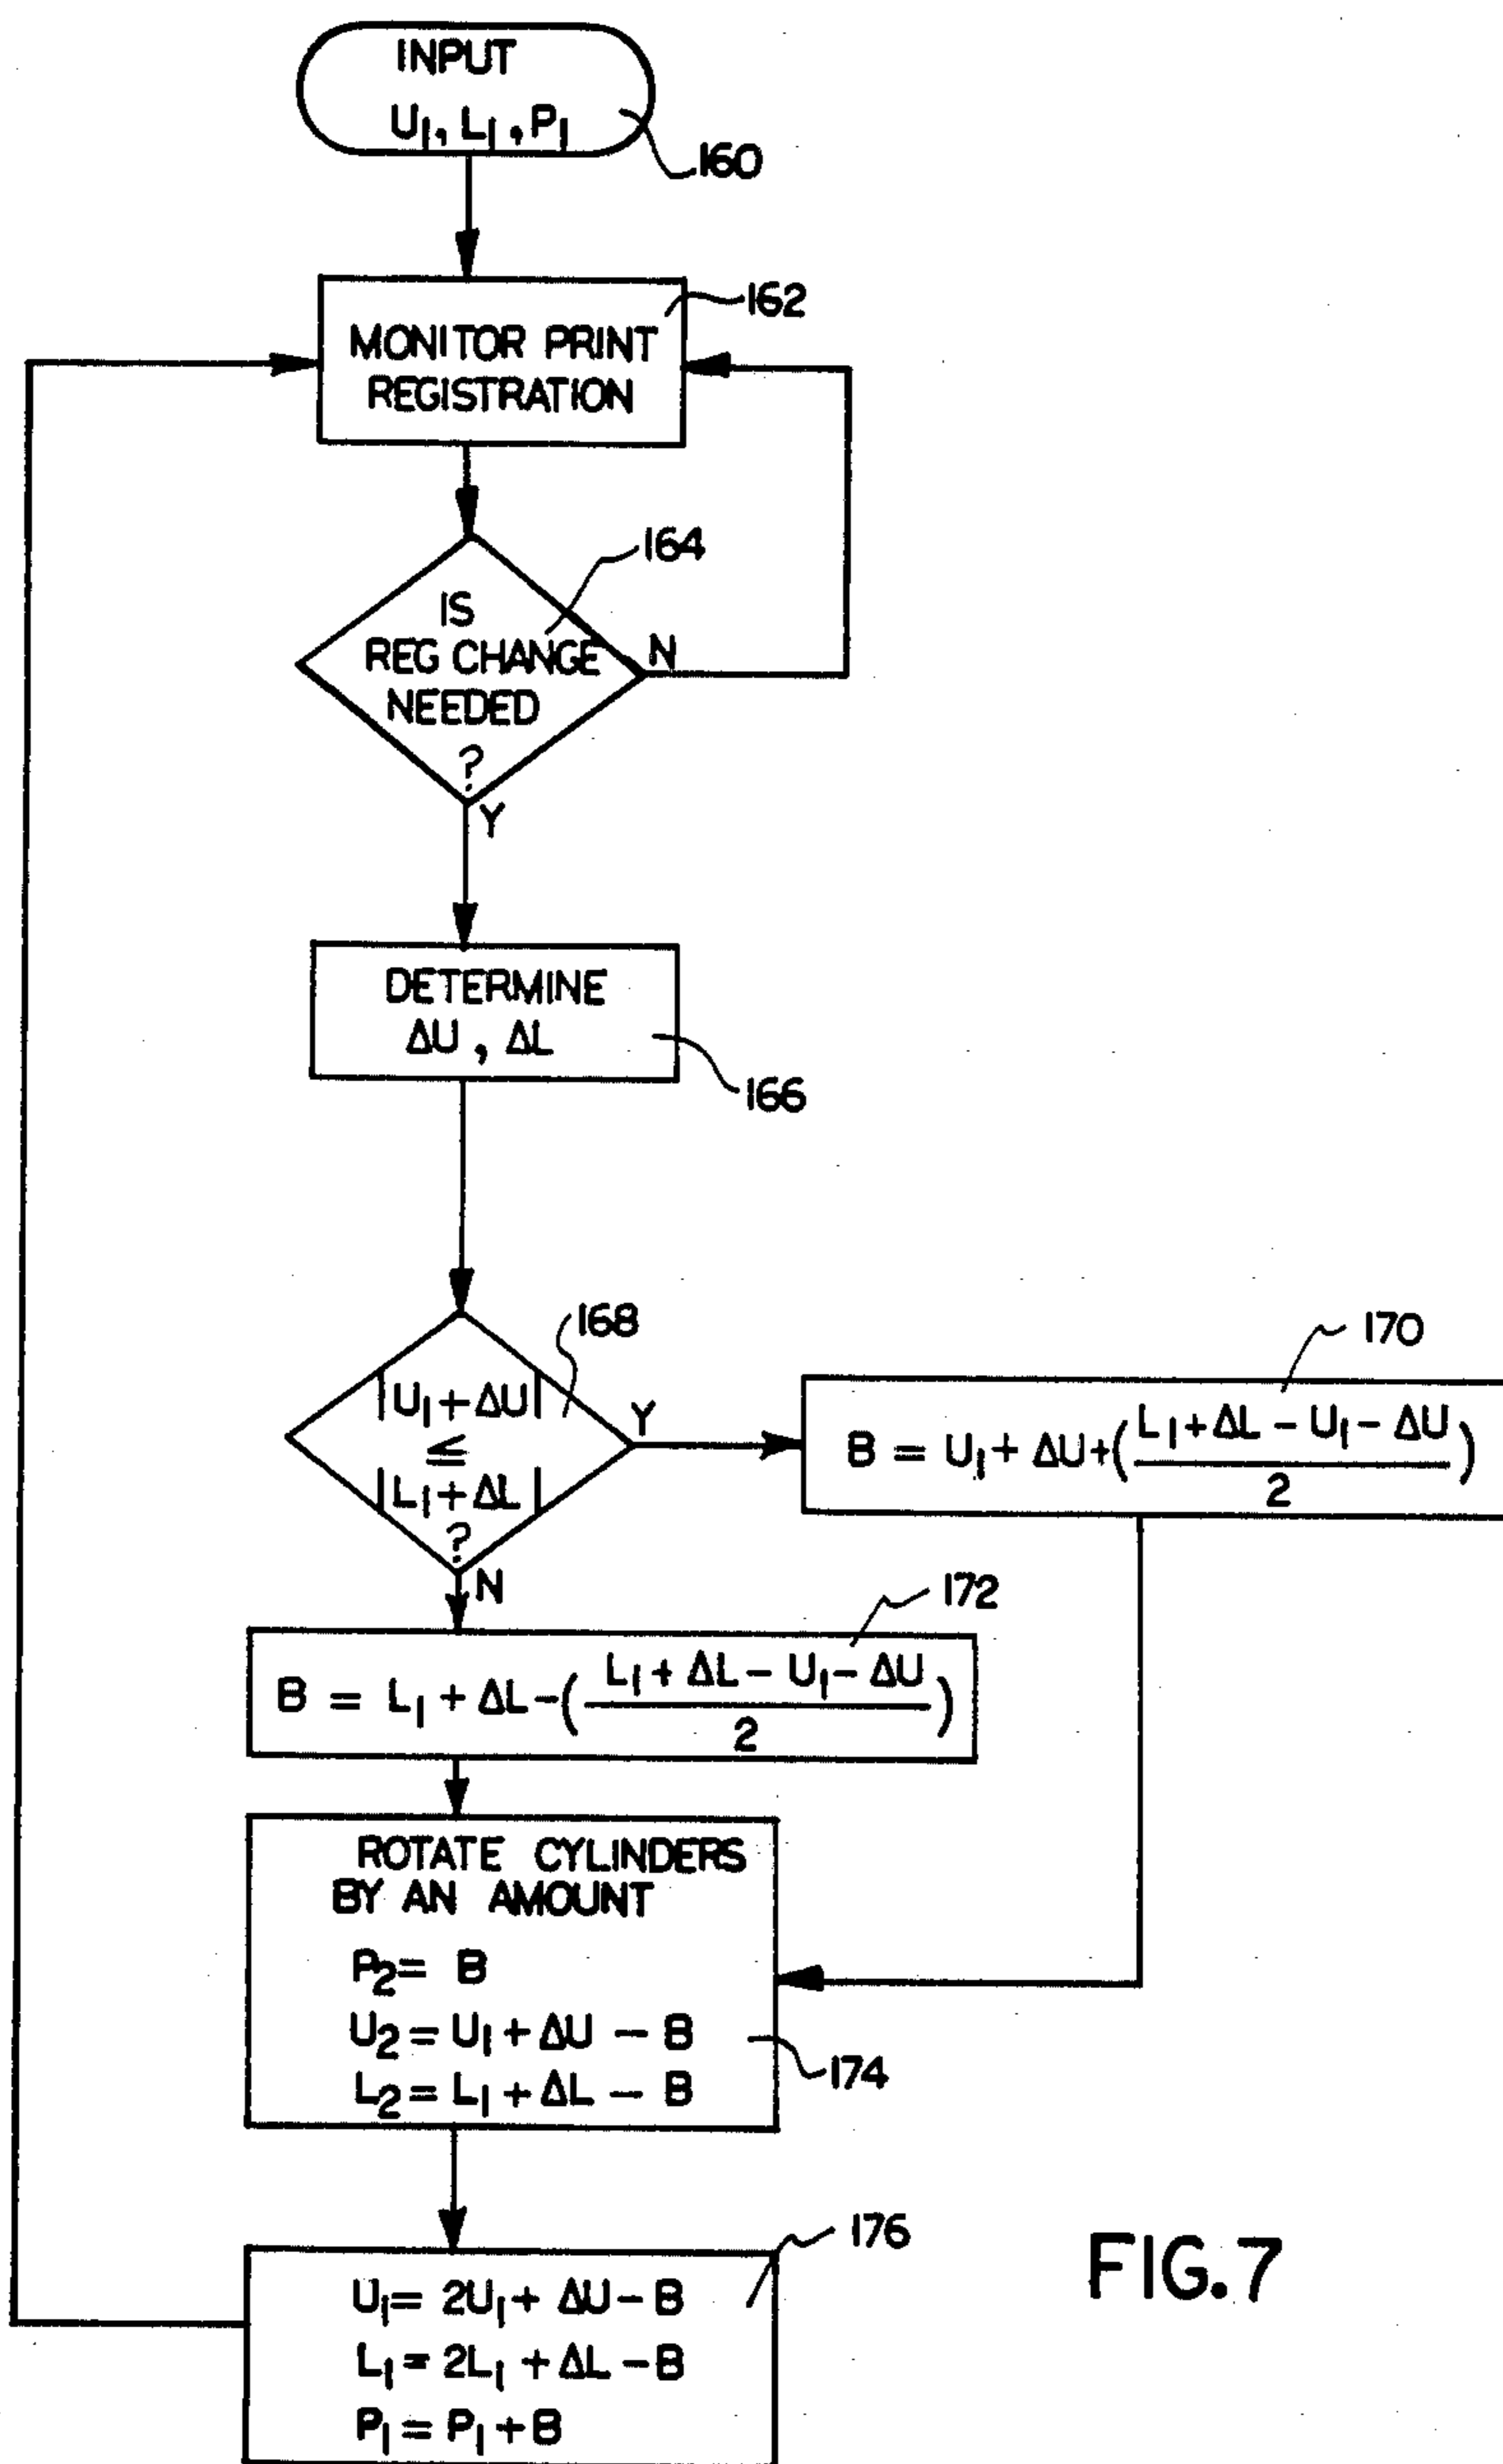 INPUT
U₁, L₁, P₁
160
162
MONITOR PRINT
REGISTRATION
164
IS
REG CHANGE
NEEDED
?
N
Y
DETERMINE
ΔU, ΔL
166
168
|U₁ + ΔU|
≤
|L₁ + ΔL|
?
Y
N
170
B = U₁ + ΔU + ((L₁ + ΔL - U₁ - ΔU) / 2)
172
B = L₁ + ΔL - ((L₁ + ΔL - U₁ - ΔU) / 2)
ROTATE CYLINDERS
BY AN AMOUNT
P₂ = B
U₂ = U₁ + ΔU - B
L₂ = L₁ + ΔL - B
174
176
U₁ = 2U₁ + ΔU - B
L₁ = 2L₁ + ΔL - B
P₁ = P₁ + B
FIG.7